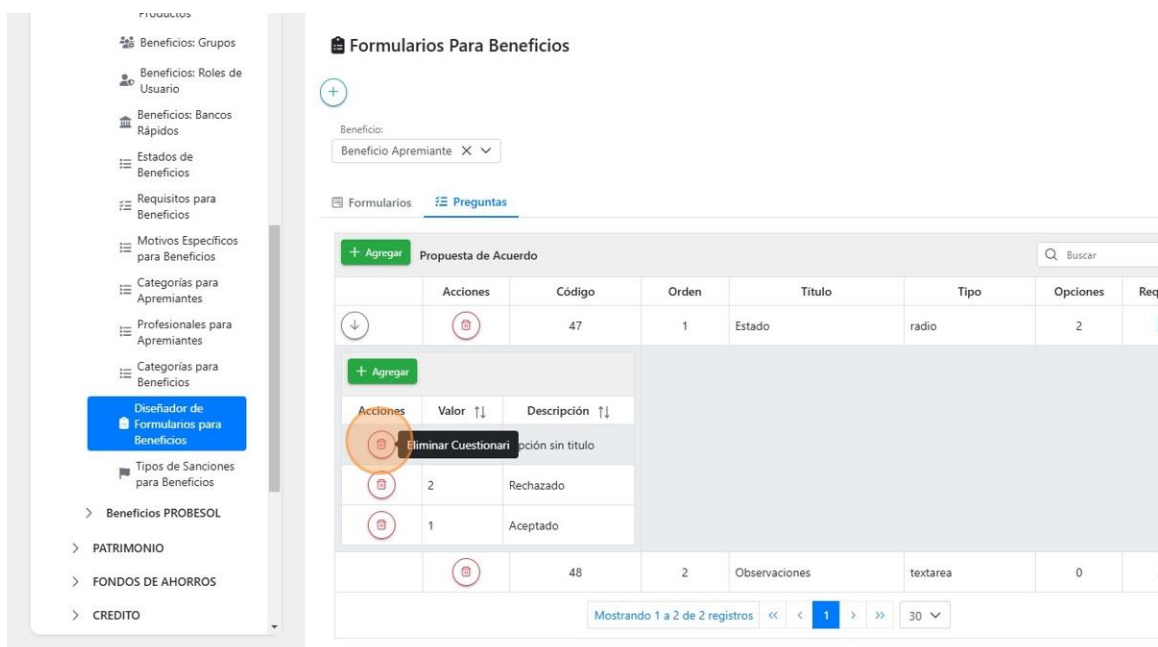 Productos
Beneficios: Grupos
Beneficios: Roles de
Usuario
Beneficios: Bancos
Rápidos
Estados de
Beneficios
Requisitos para
Beneficios
Motivos Específicos
para Beneficios
Categorías para
Apremiantes
Profesionales para
Apremiantes
Categorías para
Beneficios
Diseñador de
Formularios para
Beneficios
Tipos de Sanciones
para Beneficios
Beneficios PROBESOL
PATRIMONIO
FONDOS DE AHORROS
CREDITO
Formularios Para Beneficios
Beneficio:
Beneficio Apremiante
Formularios Preguntas
+ Agregar Propuesta de Acuerdo Buscar
Acciones Código Orden Título Tipo Opciones Req
47 1 Estado radio 2
+ Agregar
Acciones Valor Descripción
Eliminar Cuestionari pción sin titulo
2 Rechazado
1 Aceptado
48 2 Observaciones textarea 0
Mostrando 1 a 2 de 2 registros << < 1 > >> 30